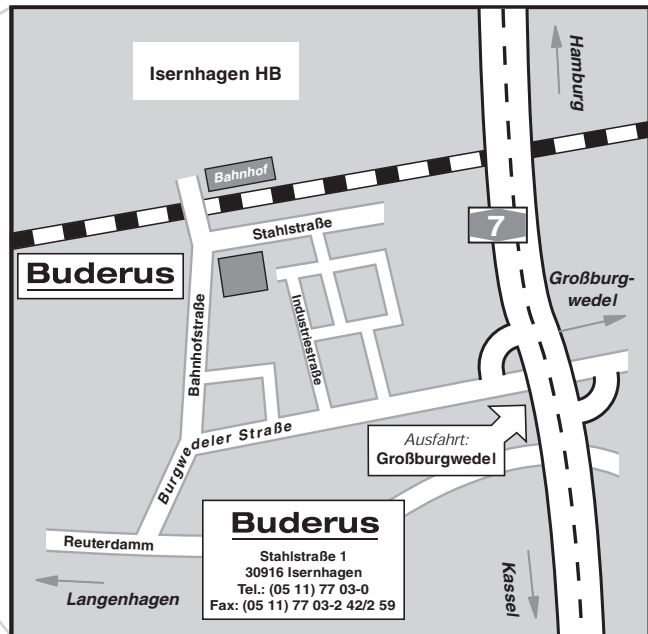 Isernhagen HB
Hamburg
Bahnhof
Stahlstraße
7
Buderus
Großburg-
wedel
Bahnhofstraße
Industriestraße
Burgwedeler Straße
Ausfahrt:
Großburgwedel
Reuterdamm
Buderus
Stahlstraße 1
30916 Isernhagen
Tel.: (05 11) 77 03-0
Fax: (05 11) 77 03-2 42/2 59
Langenhagen
Kassel